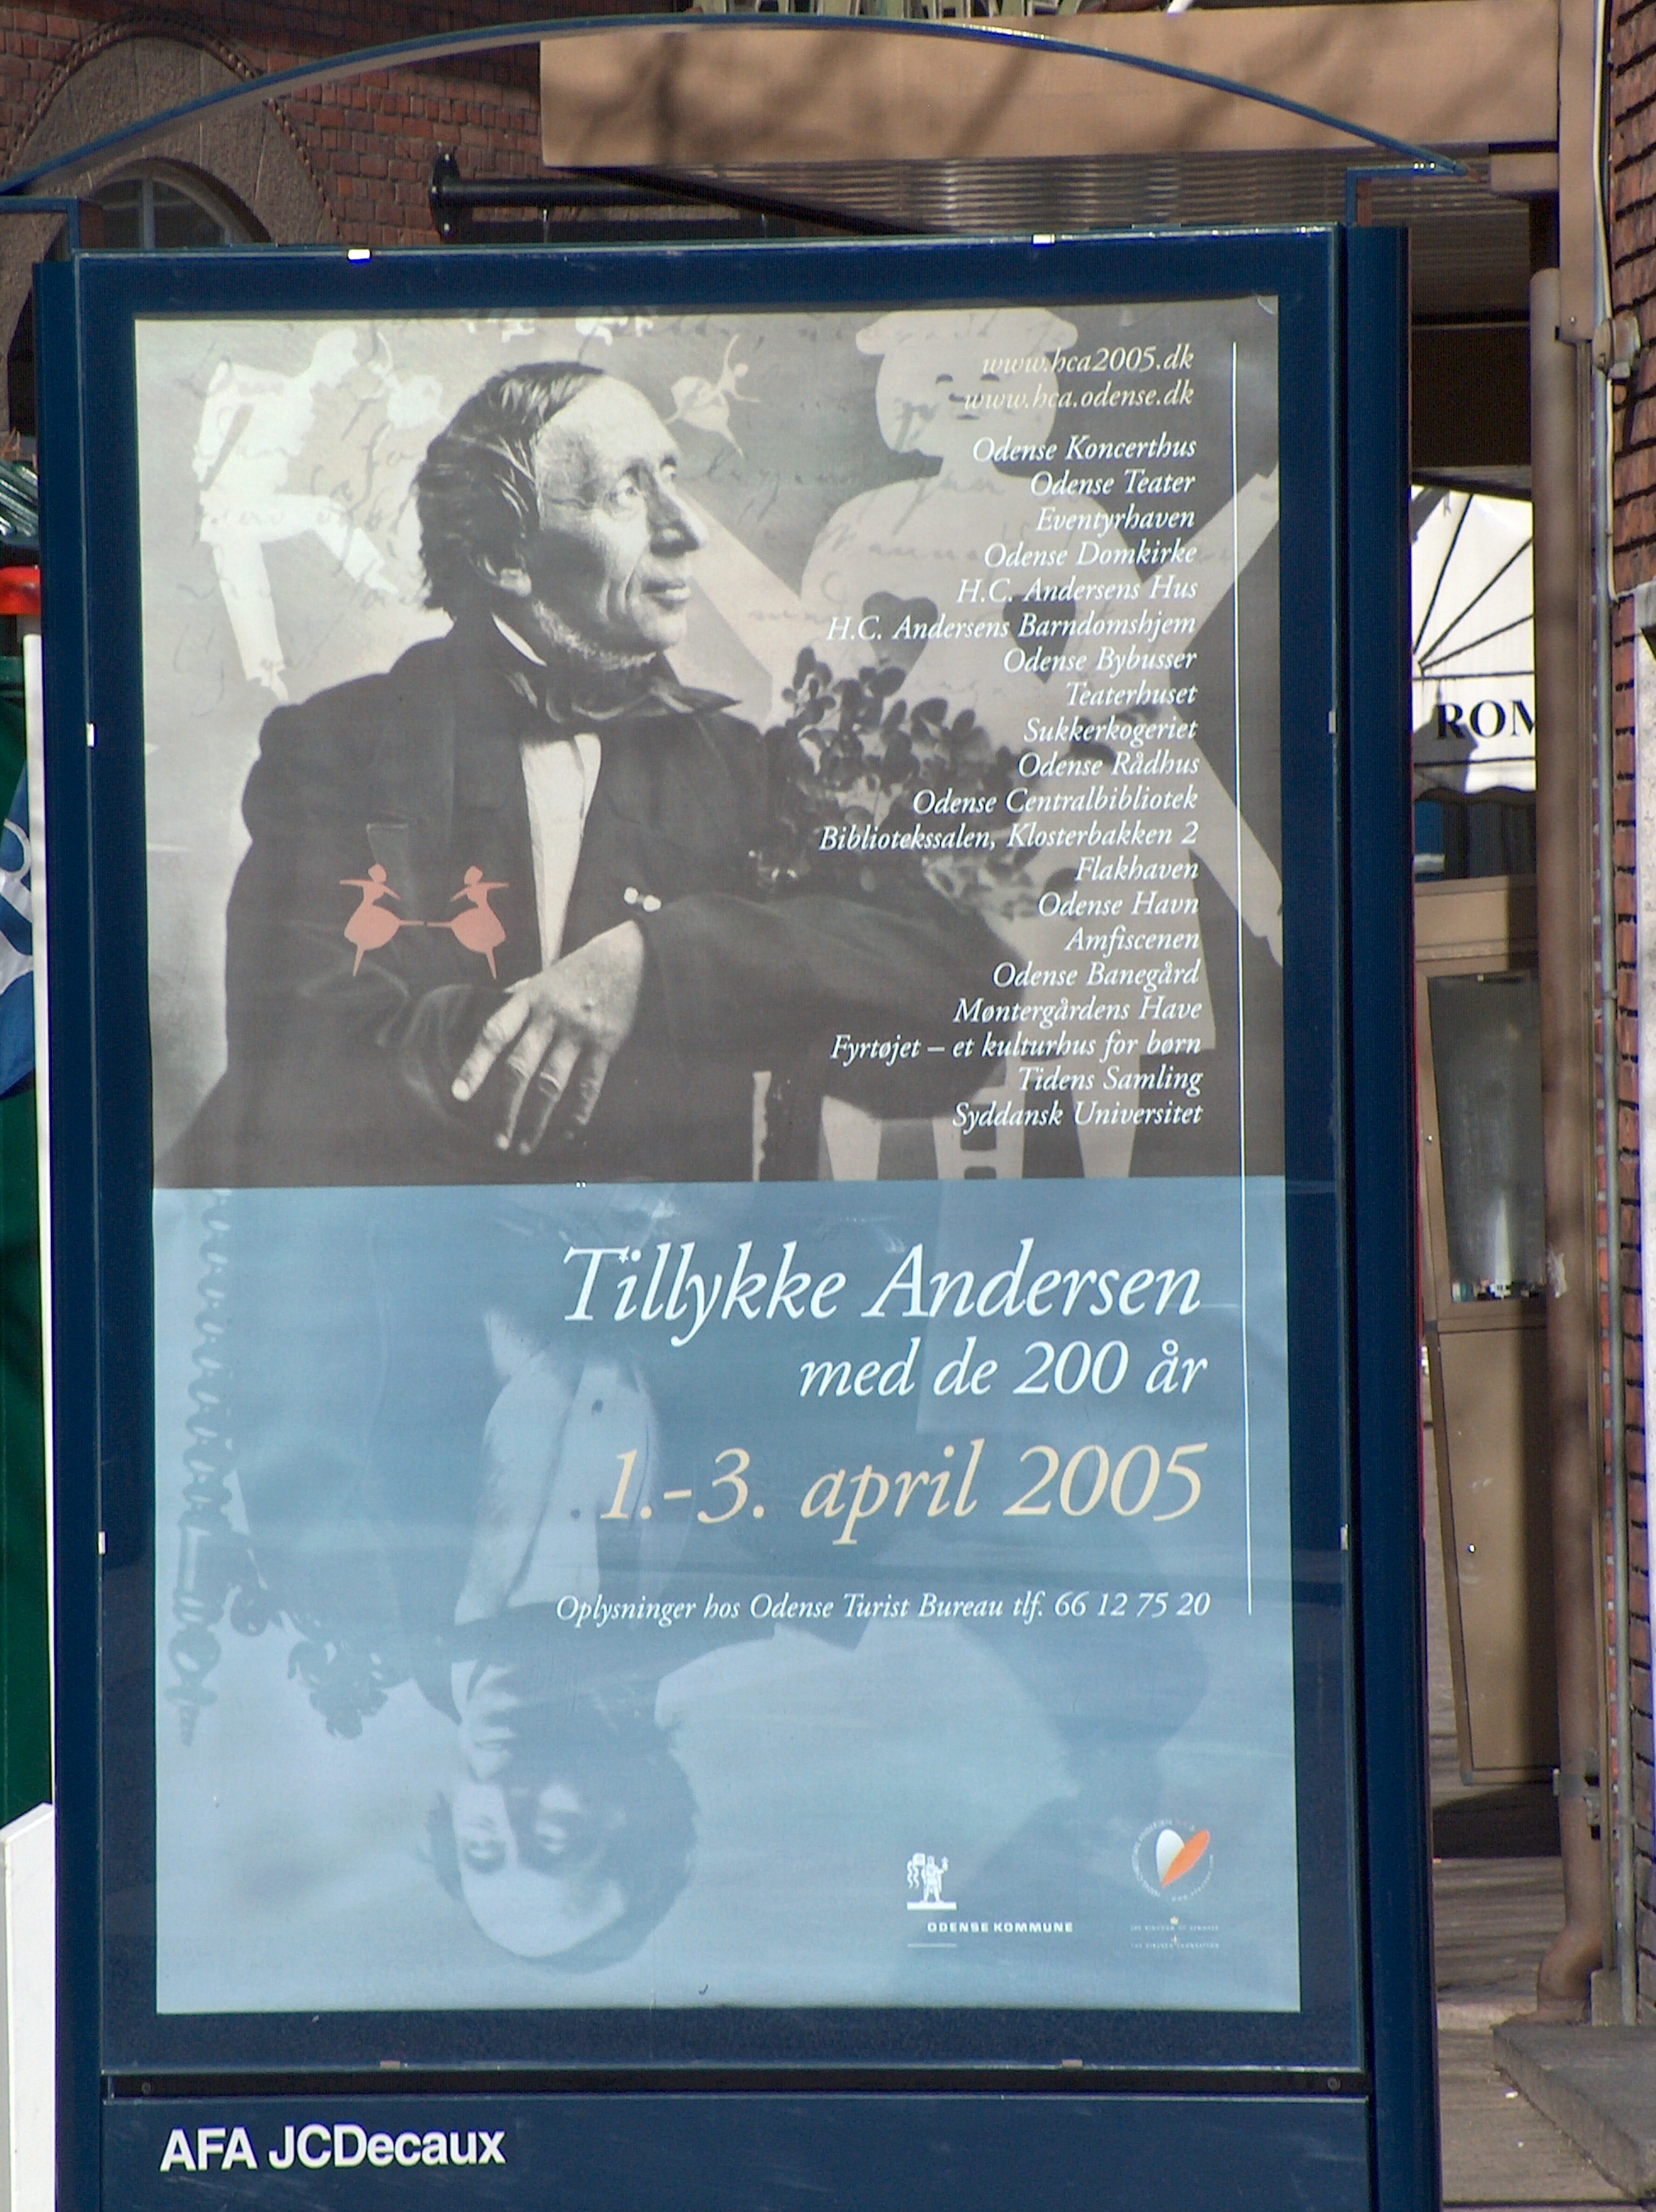 www.hca2005.dk
www.hca.odense.dk
Odense Koncerthus
Odense Teater
Eventyrhaven
Odense Domkirke
H.C. Andersens Hus
H.C. Andersens Barndomshjem
Odense Bybusser
Teaterhuset
Sukkerkogeriet
Odense Rådhus
Odense Centralbibliotek
Bibliotekssalen, Klosterbakken 2
Flakhaven
Odense Havn
Amfiscenen
Odense Banegård
Møntergårdens Have
Fyrtøjet – et kulturhus for børn
Tidens Samling
Syddansk Universitet
Tillykke Andersen
med de 200 år
1.-3. april 2005
Oplysninger hos Odense Turist Bureau tlf. 66 12 75 20
ODENSE KOMMUNE
AFA JCDecaux
ROM